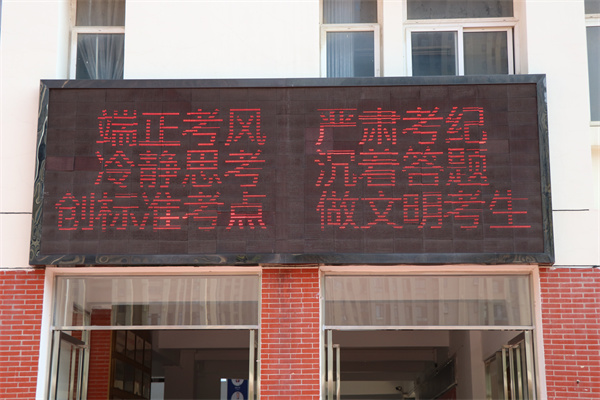 端正考风 严肃考纪
冷静思考 沉着答题
创标准考点 做文明考生